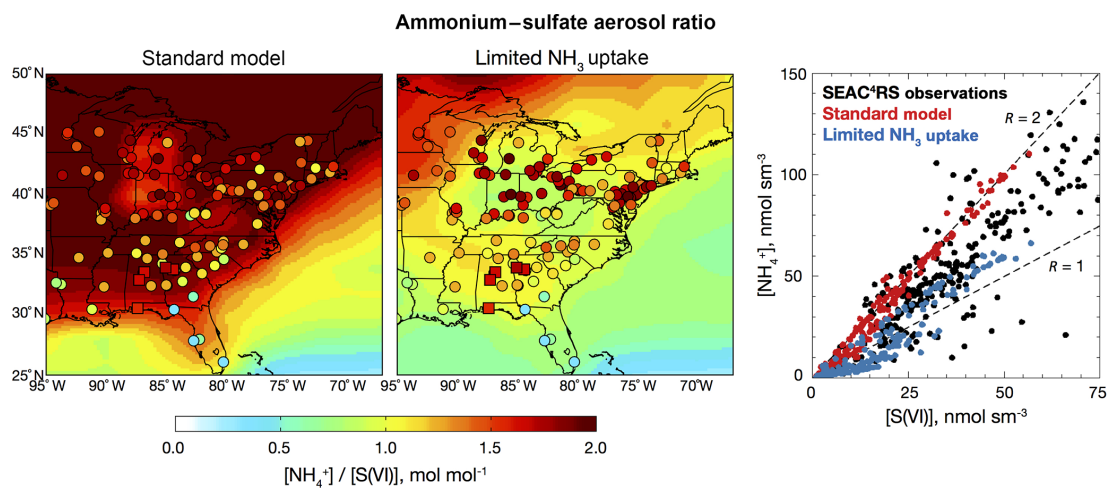 Ammonium–sulfate aerosol ratio
Standard model
Limited NH₃ uptake
50°N
45°N
40°N
35°N
30°N
25°N
95°W 90°W 85°W 80°W 75°W 70°W
95°W 90°W 85°W 80°W 75°W 70°W
0.0 0.5 1.0 1.5 2.0
[NH₄⁺] / [S(VI)], mol mol⁻¹
SEAC⁴RS observations
Standard model
Limited NH₃ uptake
R = 2
R = 1
150
100
50
0
[NH₄⁺], nmol sm⁻³
0 25 50 75
[S(VI)], nmol sm⁻³